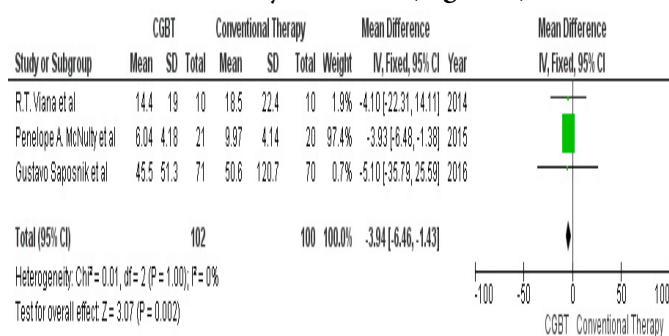 CGBT Conventional Therapy Mean Difference Mean Difference
Study or Subgroup Mean SD Total Mean SD Total Weight IV, Fixed, 95% CI Year IV, Fixed, 95% CI
R.T. Viana et al 14.4 19 10 18.5 22.4 10 1.9% -4.10 [-22.31, 14.11] 2014
Penelope A. McNulty et al 6.04 4.18 21 9.97 4.14 20 97.4% -3.93 [-6.48, -1.38] 2015
Gustavo Saposnik et al 45.5 51.3 71 50.6 120.7 70 0.7% -5.10 [-35.79, 25.59] 2016
Total (95% CI) 102 100 100.0% -3.94 [-6.46, -1.43]
Heterogeneity: Chi² = 0.01, df = 2 (P = 1.00); I² = 0%
Test for overall effect: Z = 3.07 (P = 0.002)
-100 -50 0 50 100
CGBT Conventional Therapy